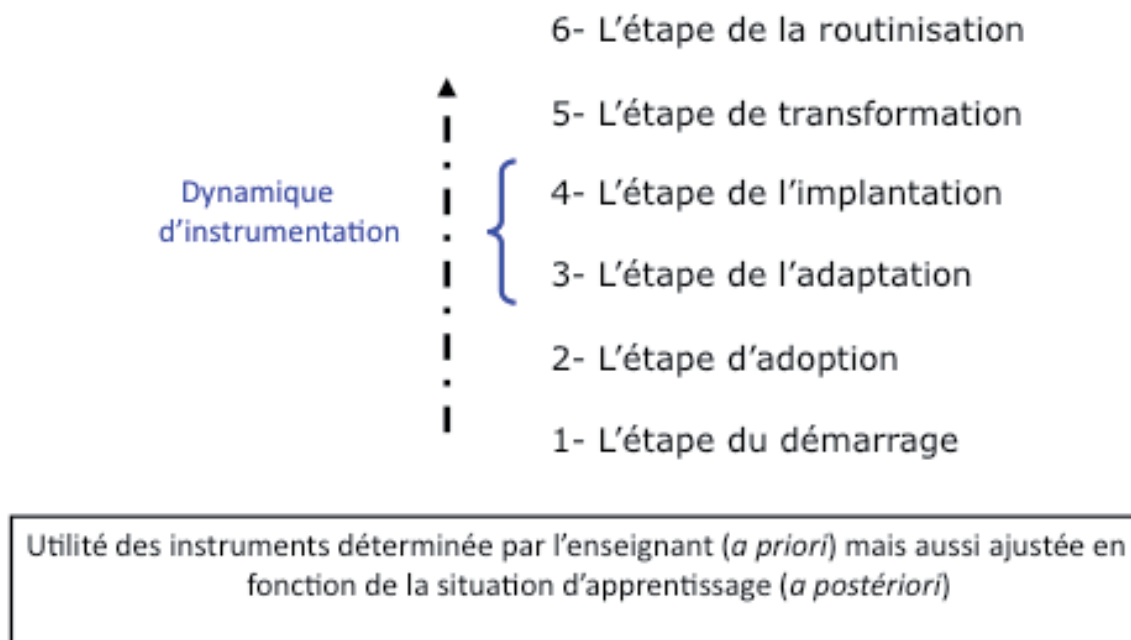 6- L'étape de la routinisation
5- L'étape de transformation
Dynamique
d'instrumentation
4- L'étape de l'implantation
3- L'étape de l'adaptation
2- L'étape d'adoption
1- L'étape du démarrage
Utilité des instruments déterminée par l'enseignant (a priori) mais aussi ajustée en
fonction de la situation d'apprentissage (a postériori)